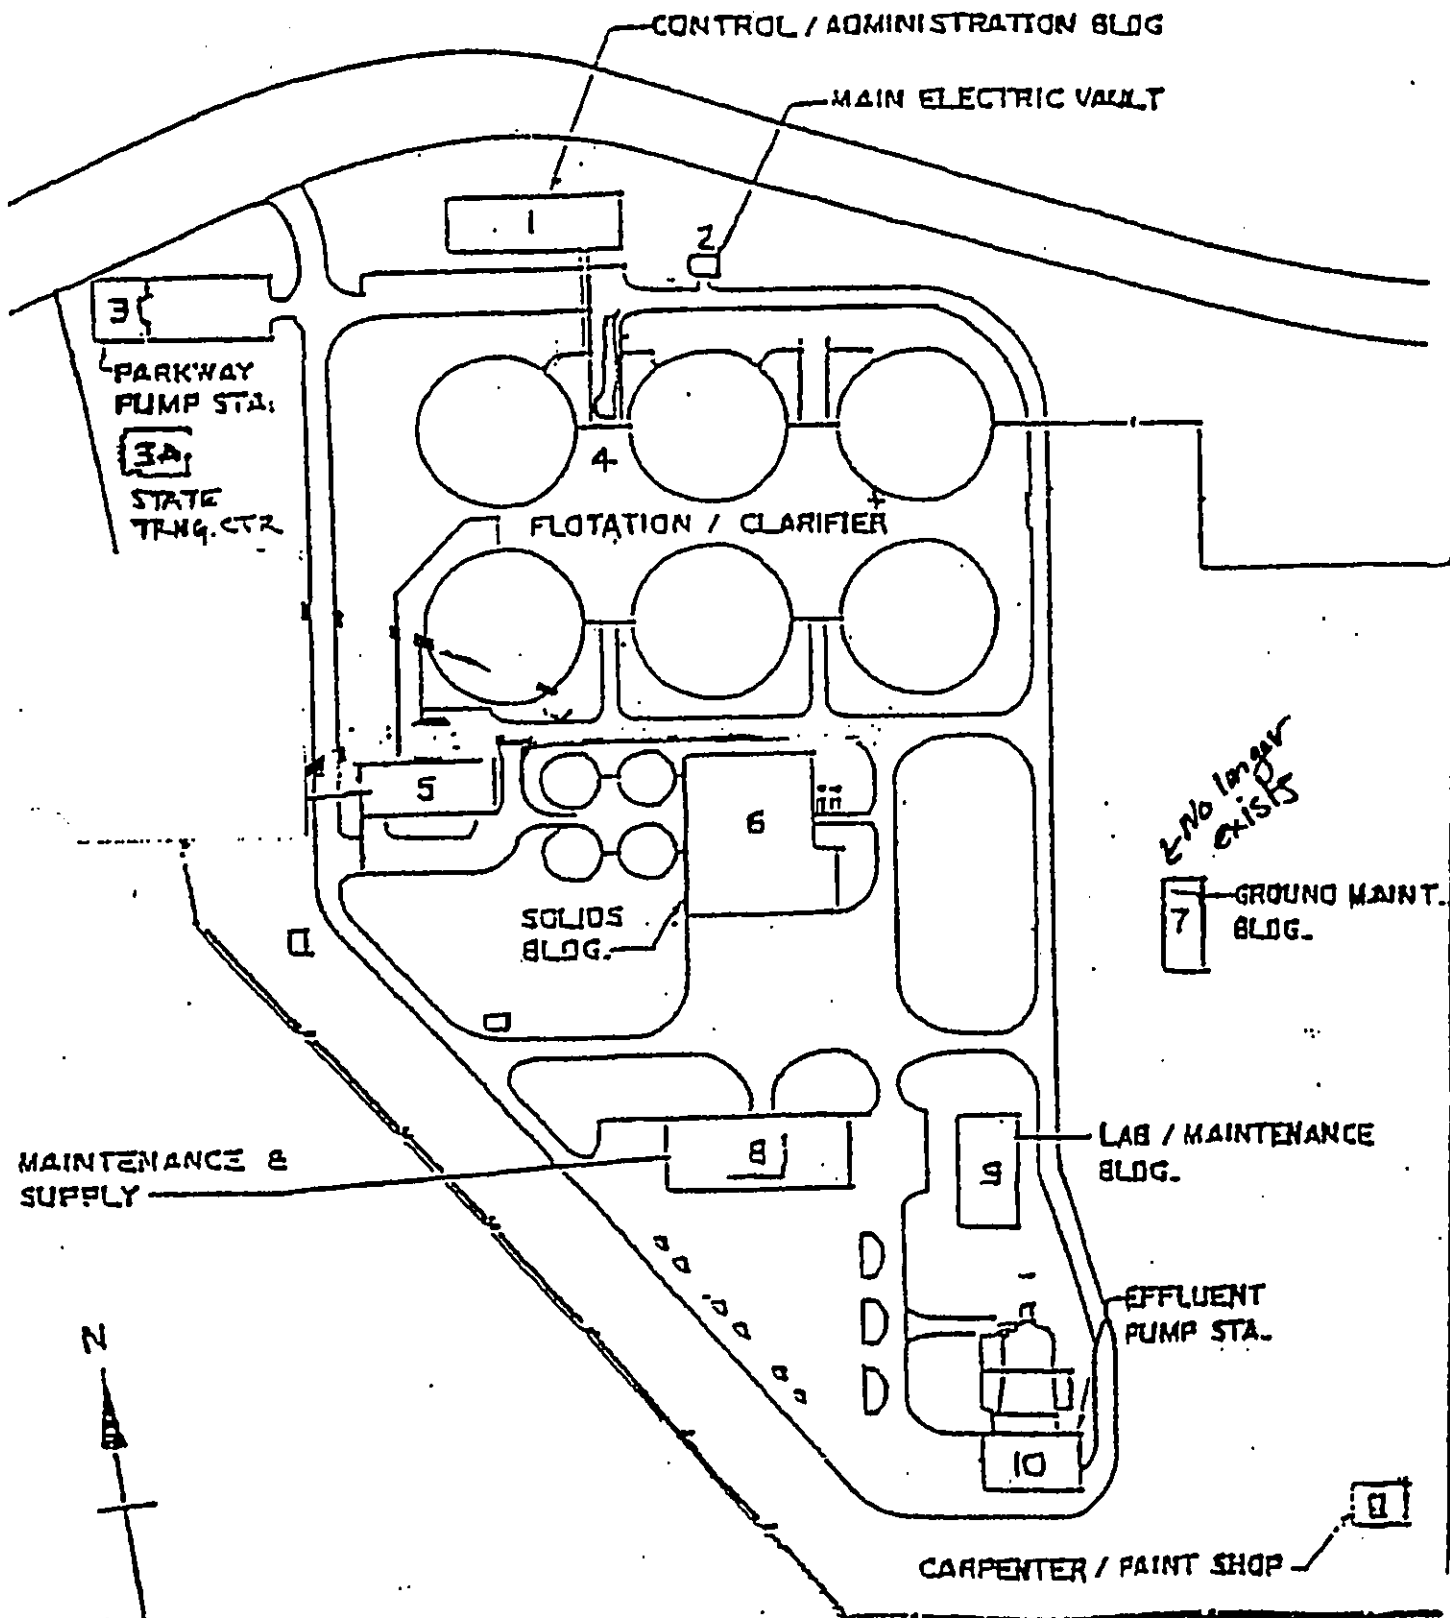 CONTROL / ADMINISTRATION BLDG
MAIN ELECTRIC VAULT
1
2
3
PARKWAY
PUMP STA.
3A
STATE
TRNG. CTR
4
FLOTATION / CLARIFIER
5
6
SOLIDS
BLDG.
No longer
exists
7
GROUND MAINT.
BLDG.
8
MAINTENANCE &
SUPPLY
9
LAB / MAINTENANCE
BLDG.
EFFLUENT
PUMP STA.
10
N
CARPENTER / PAINT SHOP